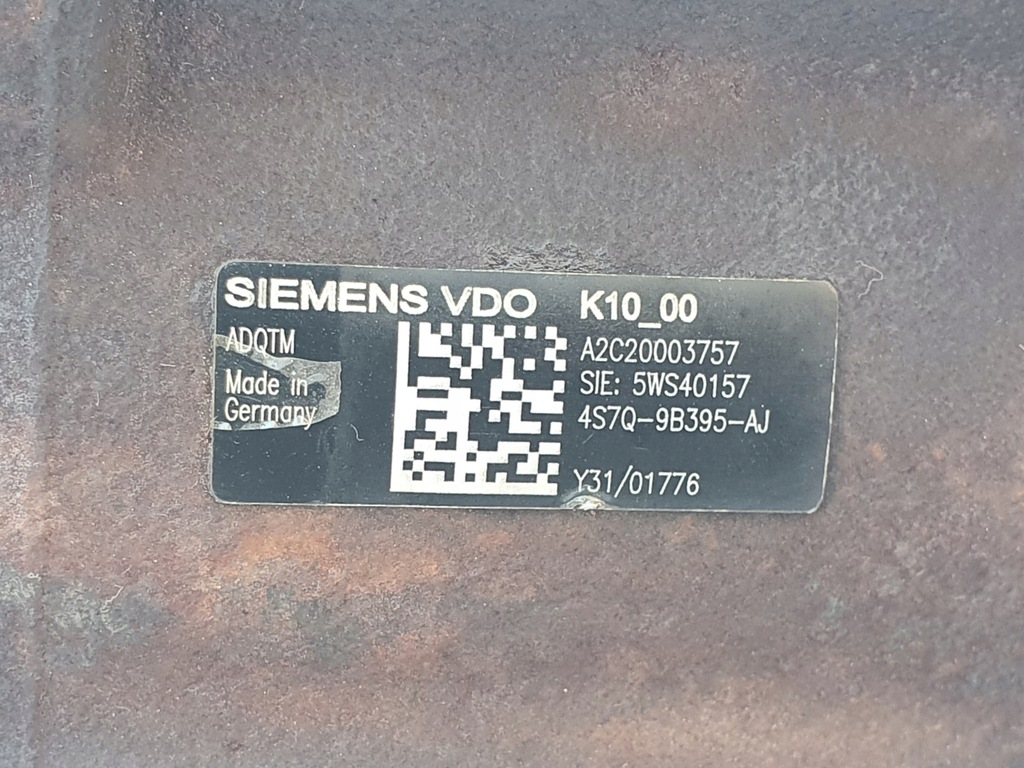 SIEMENS VDO K10_00
ADQTM
A2C20003757
Made in
Germany
SIE: 5WS40157
4S7Q-9B395-AJ
Y31/01776